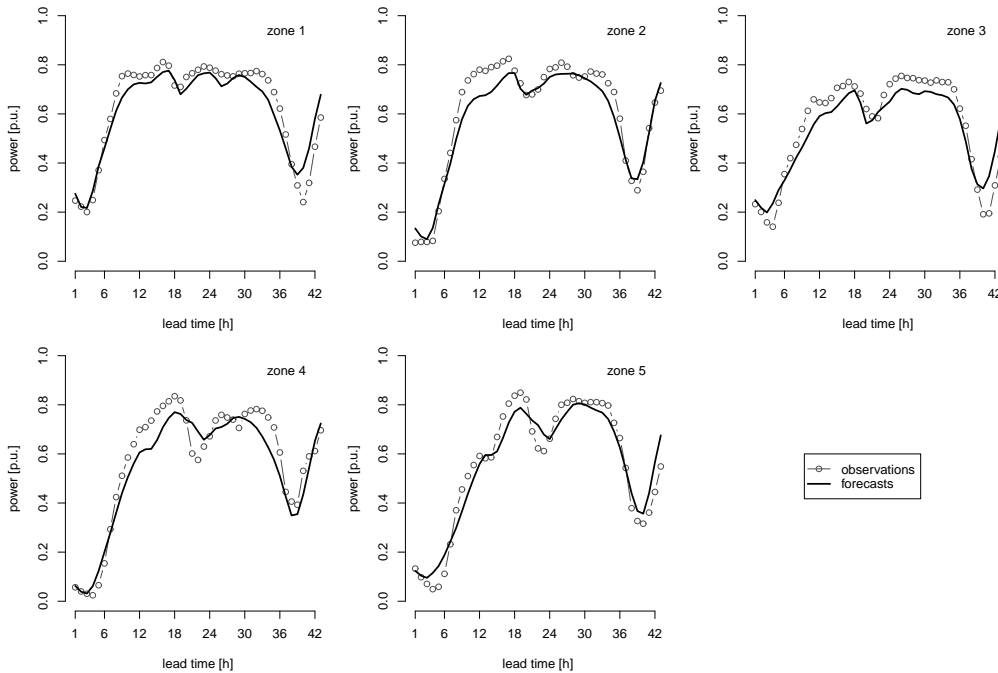 zone 1
power [p.u.]
0.0 0.2 0.4 0.6 0.8 1.0
1 6 12 18 24 30 36 42
lead time [h]
zone 2
power [p.u.]
0.0 0.2 0.4 0.6 0.8 1.0
1 6 12 18 24 30 36 42
lead time [h]
zone 3
power [p.u.]
0.0 0.2 0.4 0.6 0.8 1.0
1 6 12 18 24 30 36 42
lead time [h]
zone 4
power [p.u.]
0.0 0.2 0.4 0.6 0.8 1.0
1 6 12 18 24 30 36 42
lead time [h]
zone 5
power [p.u.]
0.0 0.2 0.4 0.6 0.8 1.0
1 6 12 18 24 30 36 42
lead time [h]
observations
forecasts